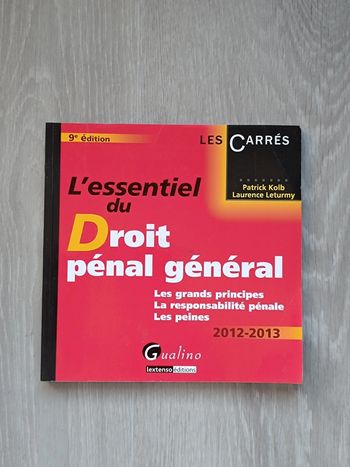 9e édition
LES CARRÉS
Patrick Kolb
Laurence Leturmy
L'essentiel
du
Droit
pénal général
Les grands principes
La responsabilité pénale
Les peines
2012-2013
Gualino
lextenso éditions